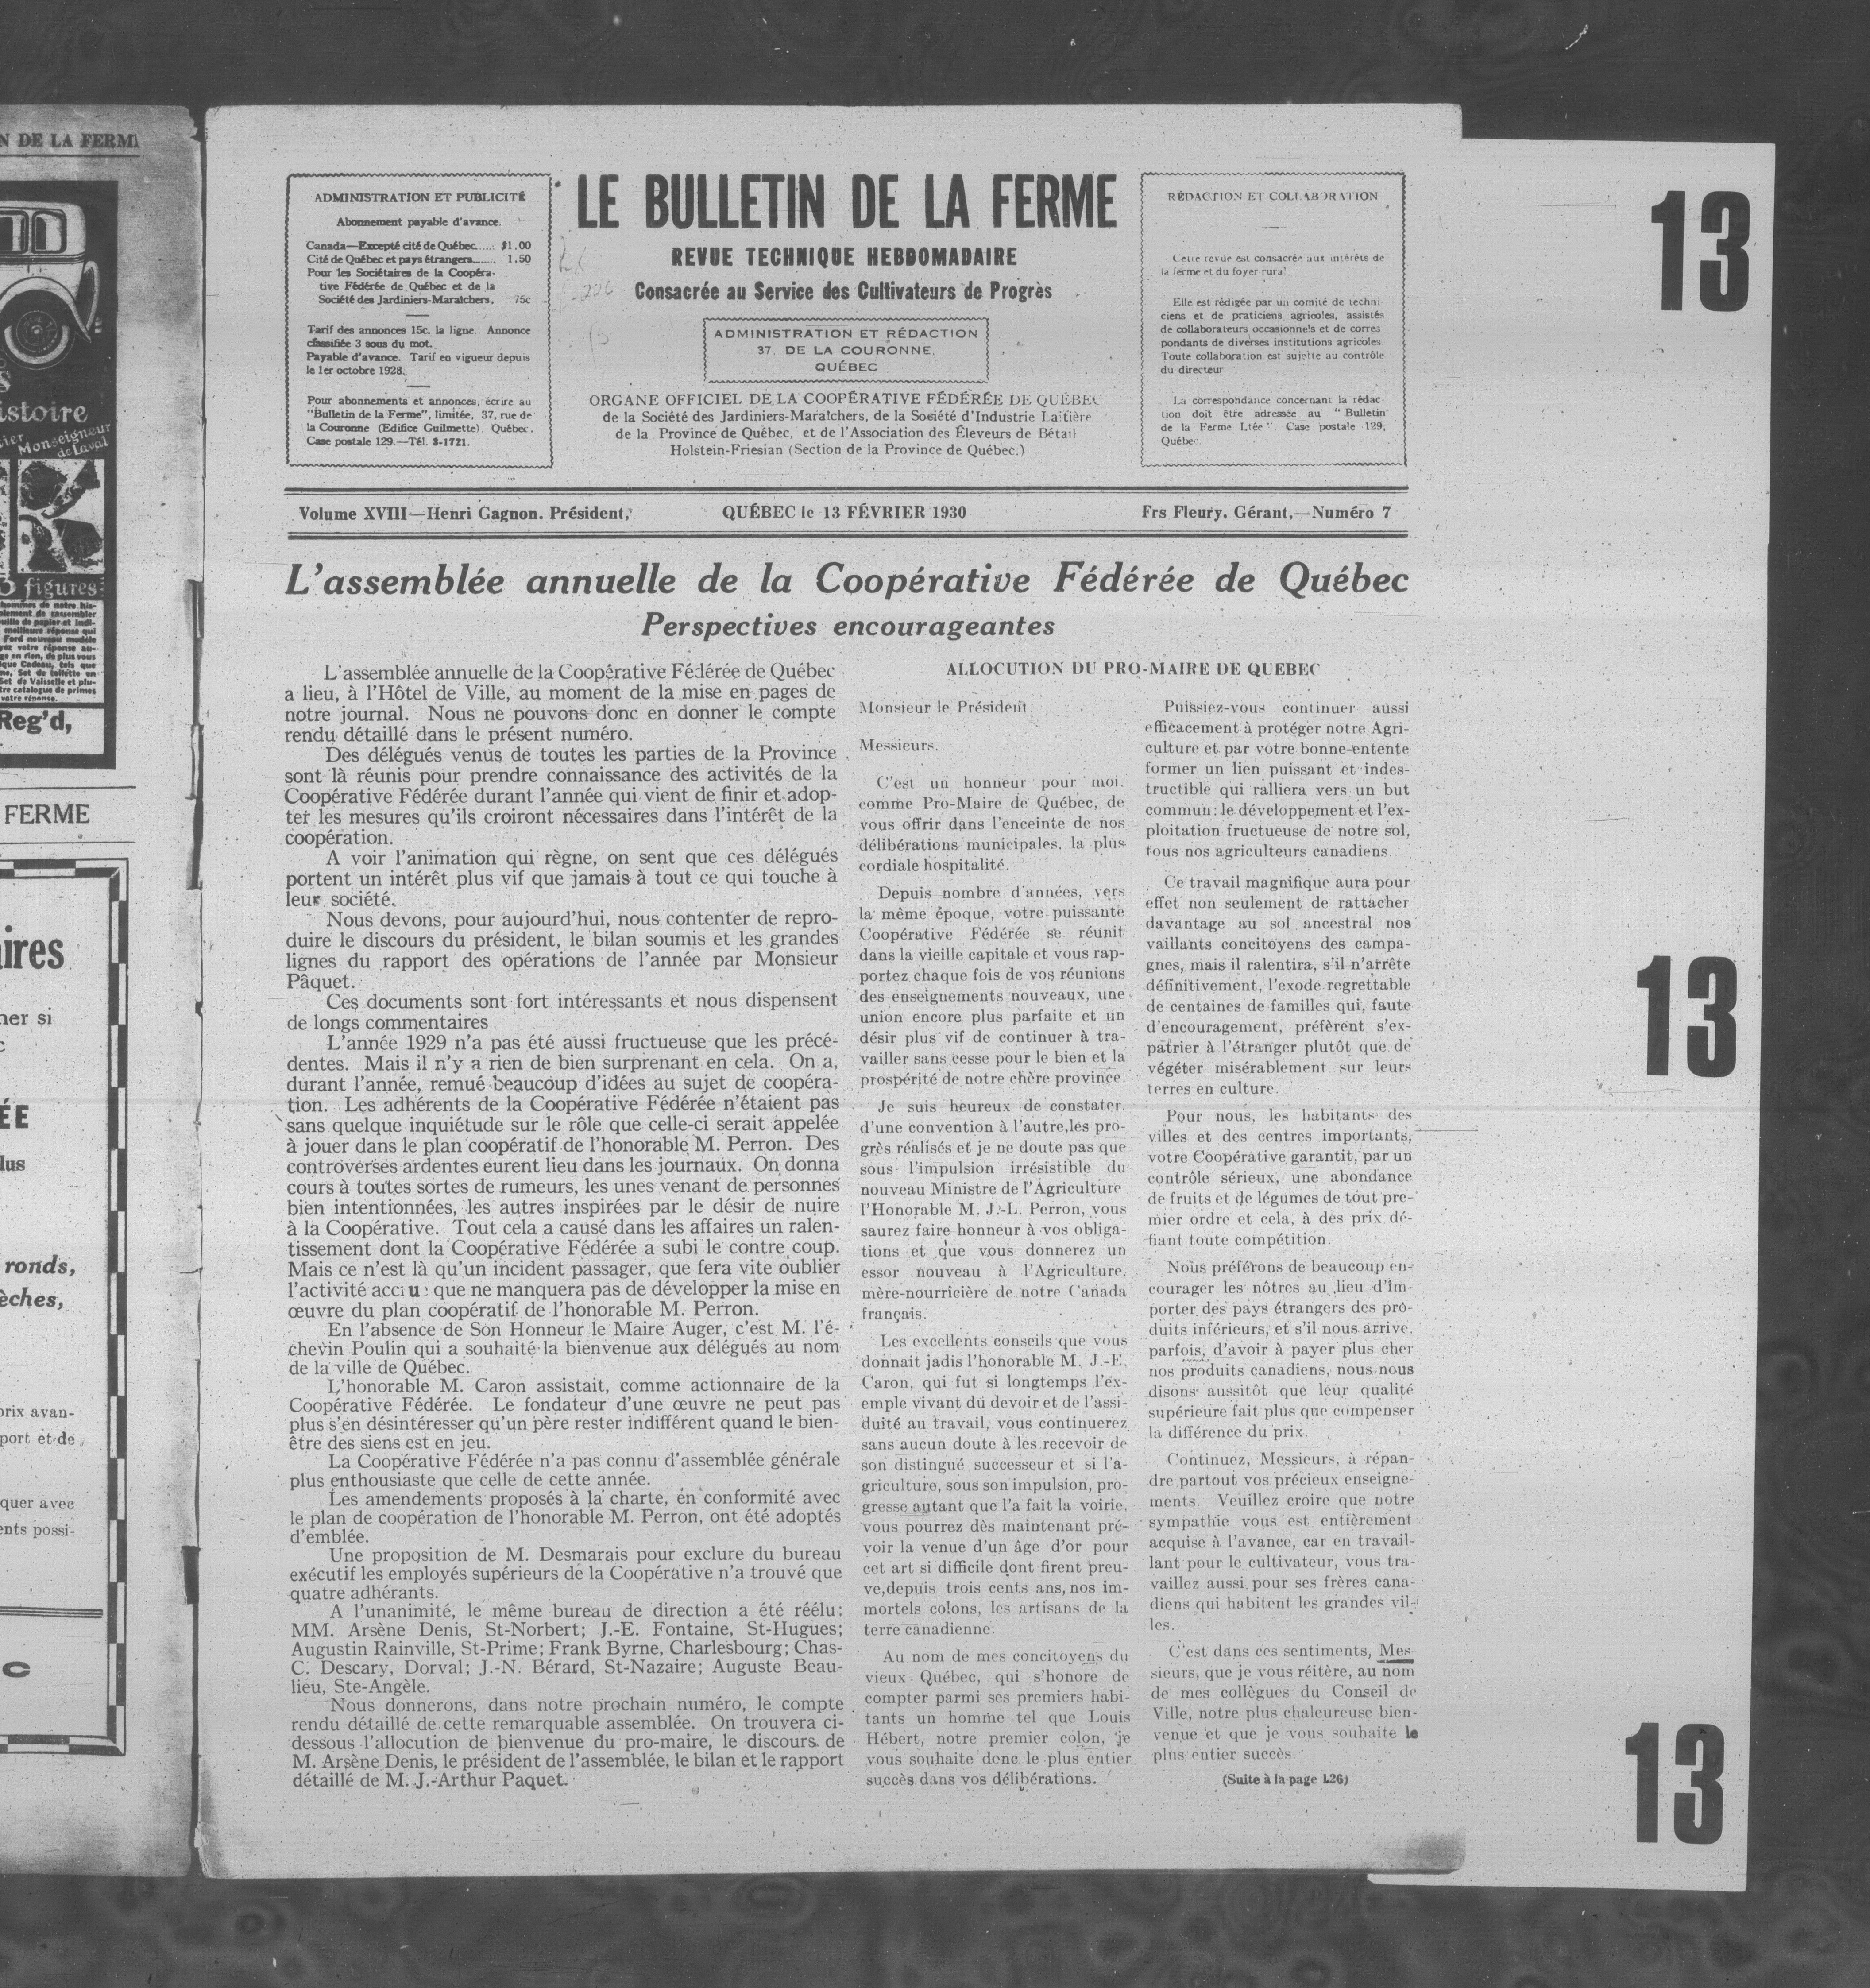 N DE LA FERM
istoire
Monseigneur
de Laval
figures
Reg'd,
FERME
aires
ner si
c
ÉE
lus
ronds,
èches,
prix avan-
port et de
quer avec
ents possi-
C
ADMINISTRATION ET PUBLICITÉ
Abonnement payable d'avance.
Canada—Excepté cité de Québec..... $1.00
Cité de Québec et pays étrangers....... 1.50
Pour les Sociétaires de la Coopéra-
tive Fédérée de Québec et de la
Société des Jardiniers-Maraîchers, 75c
Tarif des annonces 15c. la ligne. Annonce
classifiée 3 sous du mot.
Payable d'avance. Tarif en vigueur depuis
le 1er octobre 1928.
Pour abonnements et annonces, écrire au
"Bulletin de la Ferme", limitée, 37, rue de
la Couronne (Edifice Guilmette), Québec.
Case postale 129.—Tél. 8-1721.
LE BULLETIN DE LA FERME
REVUE TECHNIQUE HEBDOMADAIRE
Consacrée au Service des Cultivateurs de Progrès
ADMINISTRATION ET RÉDACTION
37, DE LA COURONNE,
QUÉBEC
ORGANE OFFICIEL DE LA COOPÉRATIVE FÉDÉRÉE DE QUÉBEC
de la Société des Jardiniers-Maraîchers, de la Société d'Industrie Laitière
de la Province de Québec, et de l'Association des Éleveurs de Bétail
Holstein-Friesian (Section de la Province de Québec.)
RÉDACTION ET COLLABORATION
Cette revue est consacrée aux intérêts de
la ferme et du foyer rural
Elle est rédigée par un comité de techni-
ciens et de praticiens agricoles, assistés
de collaborateurs occasionnels et de corres
pondants de diverses institutions agricoles.
Toute collaboration est sujette au contrôle
du directeur
La correspondance concernant la rédac-
tion doit être adressée au "Bulletin
de la Ferme Ltée". Case postale 129,
Québec.
Volume XVIII—Henri Gagnon. Président,
QUÉBEC le 13 FÉVRIER 1930
Frs Fleury. Gérant,—Numéro 7
L'assemblée annuelle de la Coopérative Fédérée de Québec
Perspectives encourageantes
L'assemblée annuelle de la Coopérative Fédérée de Québec
a lieu, à l'Hôtel de Ville, au moment de la mise en pages de
notre journal. Nous ne pouvons donc en donner le compte
rendu détaillé dans le présent numéro.
Des délégués venus de toutes les parties de la Province
sont là réunis pour prendre connaissance des activités de la
Coopérative Fédérée durant l'année qui vient de finir et adop-
ter les mesures qu'ils croiront nécessaires dans l'intérêt de la
coopération.
A voir l'animation qui règne, on sent que ces délégués
portent un intérêt plus vif que jamais à tout ce qui touche à
leur société.
Nous devons, pour aujourd'hui, nous contenter de repro-
duire le discours du président, le bilan soumis et les grandes
lignes du rapport des opérations de l'année par Monsieur
Pâquet.
Ces documents sont fort intéressants et nous dispensent
de longs commentaires
L'année 1929 n'a pas été aussi fructueuse que les précé-
dentes. Mais il n'y a rien de bien surprenant en cela. On a,
durant l'année, remué beaucoup d'idées au sujet de coopéra-
tion. Les adhérents de la Coopérative Fédérée n'étaient pas
sans quelque inquiétude sur le rôle que celle-ci serait appelée
à jouer dans le plan coopératif de l'honorable M. Perron. Des
controverses ardentes eurent lieu dans les journaux. On donna
cours à toutes sortes de rumeurs, les unes venant de personnes
bien intentionnées, les autres inspirées par le désir de nuire
à la Coopérative. Tout cela a causé dans les affaires un ralen-
tissement dont la Coopérative Fédérée a subi le contre coup.
Mais ce n'est là qu'un incident passager, que fera vite oublier
l'activité que ne manquera pas de développer la mise en
œuvre du plan coopératif de l'honorable M. Perron.
En l'absence de Son Honneur le Maire Auger, c'est M. l'é-
chevin Poulin qui a souhaité la bienvenue aux délégués au nom
de la ville de Québec.
L'honorable M. Caron assistait, comme actionnaire de la
Coopérative Fédérée. Le fondateur d'une œuvre ne peut pas
plus s'en désintéresser qu'un père rester indifférent quand le bien-
être des siens est en jeu.
La Coopérative Fédérée n'a pas connu d'assemblée générale
plus enthousiaste que celle de cette année.
Les amendements proposés à la charte, en conformité avec
le plan de coopération de l'honorable M. Perron, ont été adoptés
d'emblée.
Une proposition de M. Desmarais pour exclure du bureau
exécutif les employés supérieurs de la Coopérative n'a trouvé que
quatre adhérants.
A l'unanimité, le même bureau de direction a été réélu:
MM. Arsène Denis, St-Norbert; J.-E. Fontaine, St-Hugues;
Augustin Rainville, St-Prime; Frank Byrne, Charlesbourg; Chas-
C. Descary, Dorval; J.-N. Bérard, St-Nazaire; Auguste Beau-
lieu, Ste-Angèle.
Nous donnerons, dans notre prochain numéro, le compte
rendu détaillé de cette remarquable assemblée. On trouvera ci-
dessous l'allocution de bienvenue du pro-maire, le discours de
M. Arsène Denis, le président de l'assemblée, le bilan et le rapport
détaillé de M. J.-Arthur Paquet.
ALLOCUTION DU PRO-MAIRE DE QUEBEC
Monsieur le Président,
Messieurs,
C'est un honneur pour moi,
comme Pro-Maire de Québec, de
vous offrir dans l'enceinte de nos
délibérations municipales, la plus
cordiale hospitalité.
Depuis nombre d'années, vers
la même époque, votre puissante
Coopérative Fédérée se réunit
dans la vieille capitale et vous rap-
portez chaque fois de vos réunions
des enseignements nouveaux, une
union encore plus parfaite et un
désir plus vif de continuer à tra-
vailler sans cesse pour le bien et la
prospérité de notre chère province.
Je suis heureux de constater,
d'une convention à l'autre,les pro-
grès réalisés et je ne doute pas que
sous l'impulsion irrésistible du
nouveau Ministre de l'Agriculture
l'Honorable M. J.-L. Perron, vous
saurez faire honneur à vos obliga-
tions et que vous donnerez un
essor nouveau à l'Agriculture,
mère-nourricière de notre Canada
français.
Les excellents conseils que vous
donnait jadis l'honorable M. J.-E.
Caron, qui fut si longtemps l'ex-
emple vivant du devoir et de l'assi-
duité au travail, vous continuerez
sans aucun doute à les recevoir de
son distingué successeur et si l'a-
griculture, sous son impulsion, pro-
gresse autant que l'a fait la voirie,
vous pourrez dès maintenant pré-
voir la venue d'un âge d'or pour
cet art si difficile dont firent preu-
ve,depuis trois cents ans, nos im-
mortels colons, les artisans de la
terre canadienne.
Au nom de mes concitoyens du
vieux Québec, qui s'honore de
compter parmi ses premiers habi-
tants un homme tel que Louis
Hébert, notre premier colon, je
vous souhaite donc le plus entier
succès dans vos délibérations.
Puissiez-vous continuer aussi
efficacement à protéger notre Agri-
culture et par votre bonne-entente
former un lien puissant et indes-
tructible qui ralliera vers un but
commun: le développement et l'ex-
ploitation fructueuse de notre sol,
tous nos agriculteurs canadiens.
Ce travail magnifique aura pour
effet non seulement de rattacher
davantage au sol ancestral nos
vaillants concitoyens des campa-
gnes, mais il ralentira, s'il n'arrête
définitivement, l'exode regrettable
de centaines de familles qui, faute
d'encouragement, préfèrent s'ex-
patrier à l'étranger plutôt que de
végéter misérablement sur leurs
terres en culture.
Pour nous, les habitants des
villes et des centres importants,
votre Coopérative garantit, par un
contrôle sérieux, une abondance
de fruits et de légumes de tout pre-
mier ordre et cela, à des prix dé-
fiant toute compétition.
Nous préférons de beaucoup en-
courager les nôtres au lieu d'im-
porter des pays étrangers des pro-
duits inférieurs, et s'il nous arrive,
parfois, d'avoir à payer plus cher
nos produits canadiens, nous nous
disons aussitôt que leur qualité
supérieure fait plus que compenser
la différence du prix.
Continuez, Messieurs, à répan-
dre partout vos précieux enseigne-
ments. Veuillez croire que notre
sympathie vous est entièrement
acquise à l'avance, car en travail-
lant pour le cultivateur, vous tra-
vaillez aussi pour ses frères cana-
diens qui habitent les grandes vil-
les.
C'est dans ces sentiments, Mes-
sieurs, que je vous réitère, au nom
de mes collègues du Conseil de
Ville, notre plus chaleureuse bien-
venue et que je vous souhaite le
plus entier succès.
(Suite à la page 126)
13
13
13